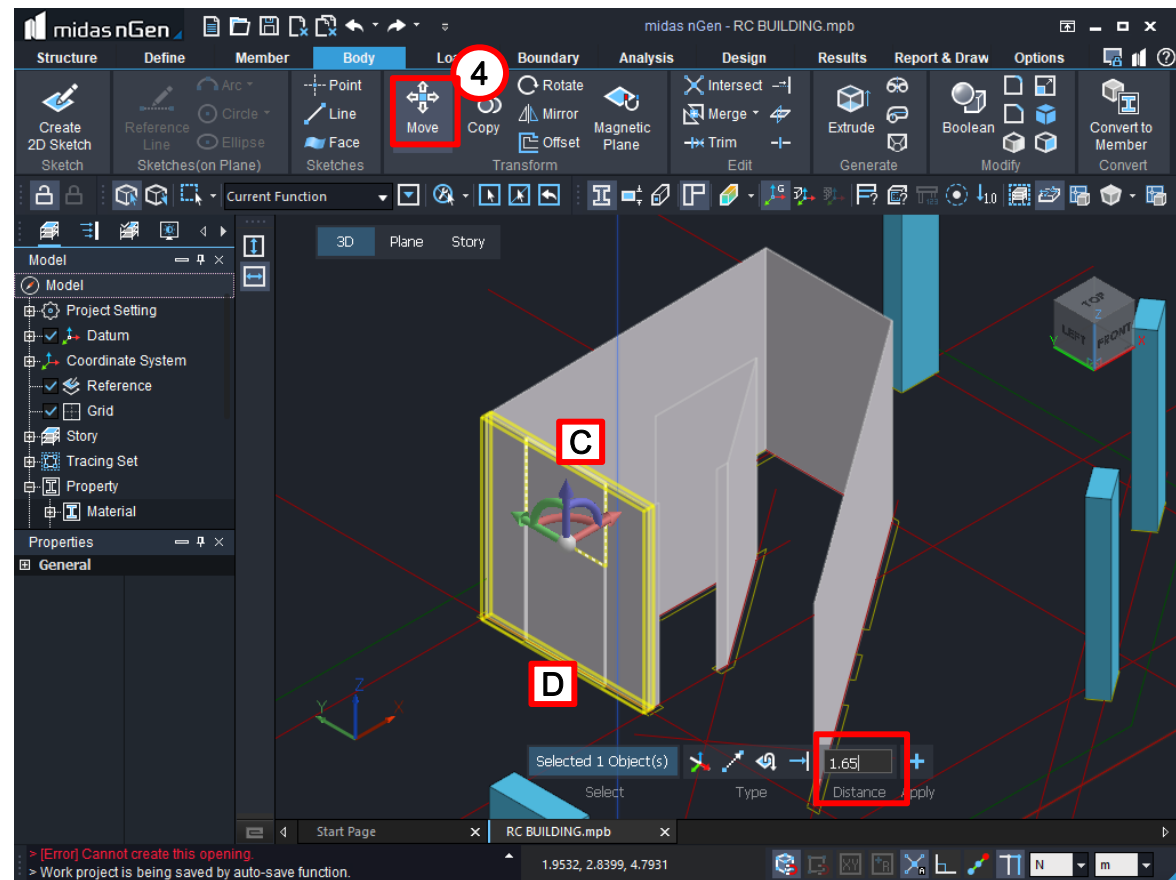 midas nGen
midas nGen - RC BUILDING.mpb
Structure Define Member Body Lo Boundary Analysis Design Results Report & Draw Options
4
Create
2D Sketch
Sketch
Reference
Line
Arc
Circle
Ellipse
Sketches(on Plane)
Point
Line
Face
Sketches
Move
Copy
Rotate
Mirror
Offset
Magnetic
Plane
Transform
Intersect
Merge
Trim
Edit
Extrude
Generate
Boolean
Modify
Convert to
Member
Convert
Current Function
G
1.0
Model
Model
Project Setting
Datum
Coordinate System
Reference
Grid
Story
Tracing Set
Property
Material
Properties
General
3D Plane Story
TOP
LEFT
FRONT
Z
Y
X
C
D
Z
Y
X
Selected 1 Object(s)
1.65
Select Type Distance Apply
Start Page
RC BUILDING.mpb
> [Error] Cannot create this opening.
> Work project is being saved by auto-save function.
1.9532, 2.8399, 4.7931
N
m